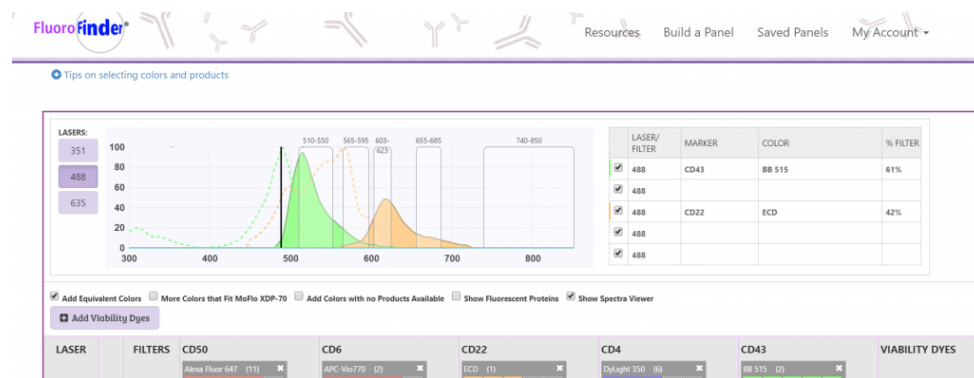 FluoroFinder®
Resources Build a Panel Saved Panels My Account
Tips on selecting colors and products
LASERS:
351
488
635
100
80
60
40
20
0
300 400 500 600 700 800
510-550 565-595 603-623 655-685 740-850
LASER/FILTER MARKER COLOR % FILTER
488 CD43 BB 515 61%
488
488 CD22 ECD 42%
488
488
Add Equivalent Colors More Colors that Fit MoFlo XDP-70 Add Colors with no Products Available Show Fluorescent Proteins Show Spectra Viewer
Add Viability Dyes
LASER FILTERS CD50 CD6 CD22 CD4 CD43 VIABILITY DYES
Alexa Fluor 647 (11) APC-Vio770 (2) ECD (1) DyLight 350 (6) BB 515 (2)